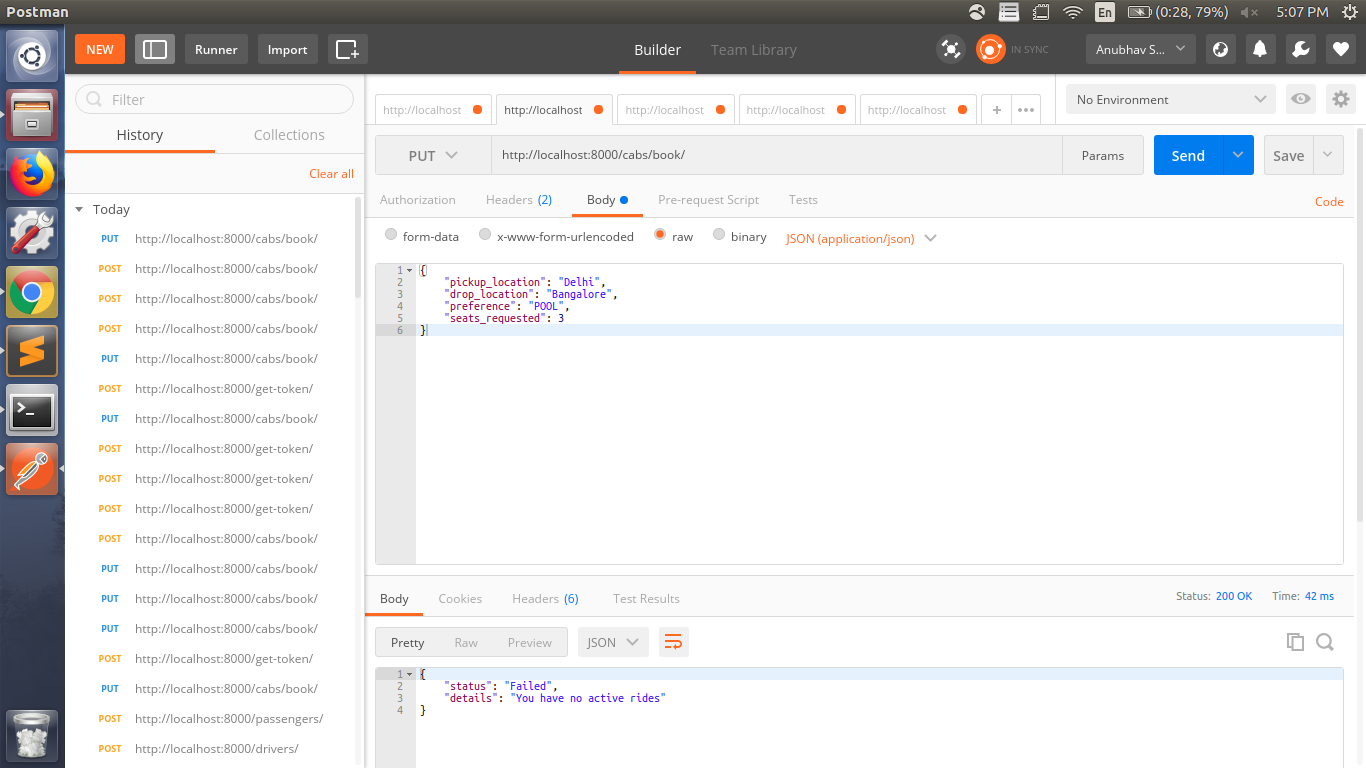 Postman
En
(0:28, 79%)
5:07 PM
NEW
Runner
Import
Builder
Team Library
IN SYNC
Anubhav S...
Filter
History
Collections
Clear all
Today
PUT http://localhost:8000/cabs/book/
POST http://localhost:8000/cabs/book/
POST http://localhost:8000/cabs/book/
POST http://localhost:8000/cabs/book/
PUT http://localhost:8000/cabs/book/
POST http://localhost:8000/get-token/
PUT http://localhost:8000/cabs/book/
POST http://localhost:8000/get-token/
POST http://localhost:8000/get-token/
POST http://localhost:8000/get-token/
POST http://localhost:8000/cabs/book/
PUT http://localhost:8000/cabs/book/
PUT http://localhost:8000/cabs/book/
PUT http://localhost:8000/cabs/book/
POST http://localhost:8000/get-token/
PUT http://localhost:8000/cabs/book/
POST http://localhost:8000/passengers/
POST http://localhost:8000/drivers/
http://localhost
http://localhost
http://localhost
http://localhost
http://localhost
+
•••
No Environment
PUT
http://localhost:8000/cabs/book/
Params
Send
Save
Authorization
Headers (2)
Body
Pre-request Script
Tests
Code
form-data
x-www-form-urlencoded
raw
binary
JSON (application/json)
1 {
2 "pickup_location": "Delhi",
3 "drop_location": "Bangalore",
4 "preference": "POOL",
5 "seats_requested": 3
6 }
Body
Cookies
Headers (6)
Test Results
Status: 200 OK
Time: 42 ms
Pretty
Raw
Preview
JSON
1 {
2 "status": "Failed",
3 "details": "You have no active rides"
4 }